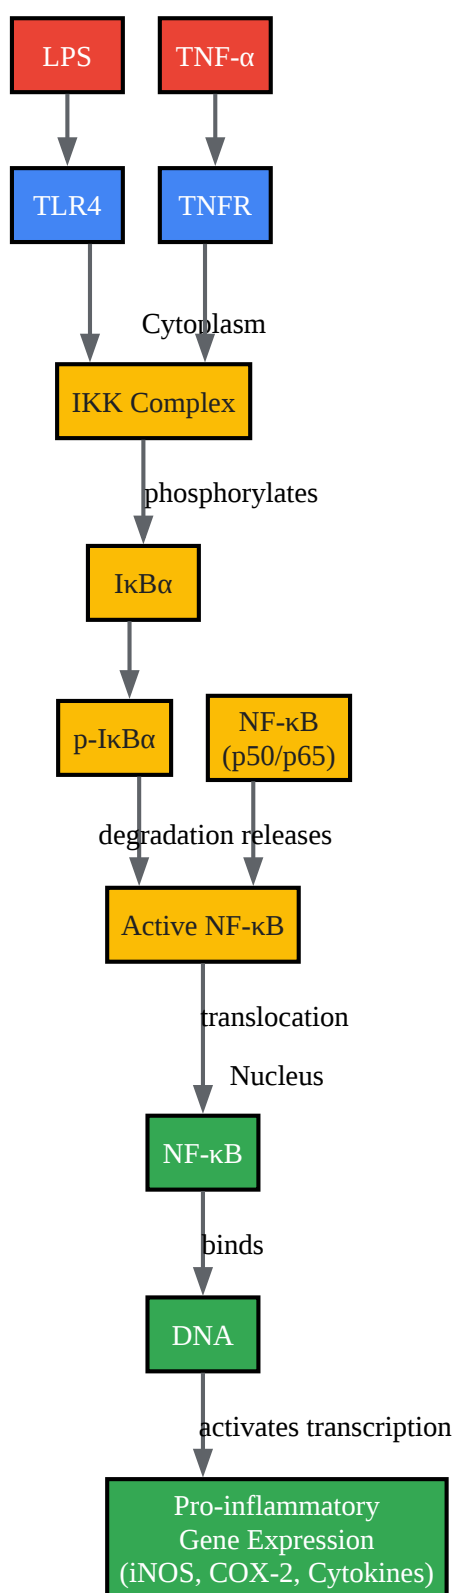 LPS
TNF-α
TLR4
TNFR
Cytoplasm
IKK Complex
phosphorylates
IκBα
p-IκBα
NF-κB
(p50/p65)
degradation releases
Active NF-κB
translocation
Nucleus
NF-κB
binds
DNA
activates transcription
Pro-inflammatory
Gene Expression
(iNOS, COX-2, Cytokines)